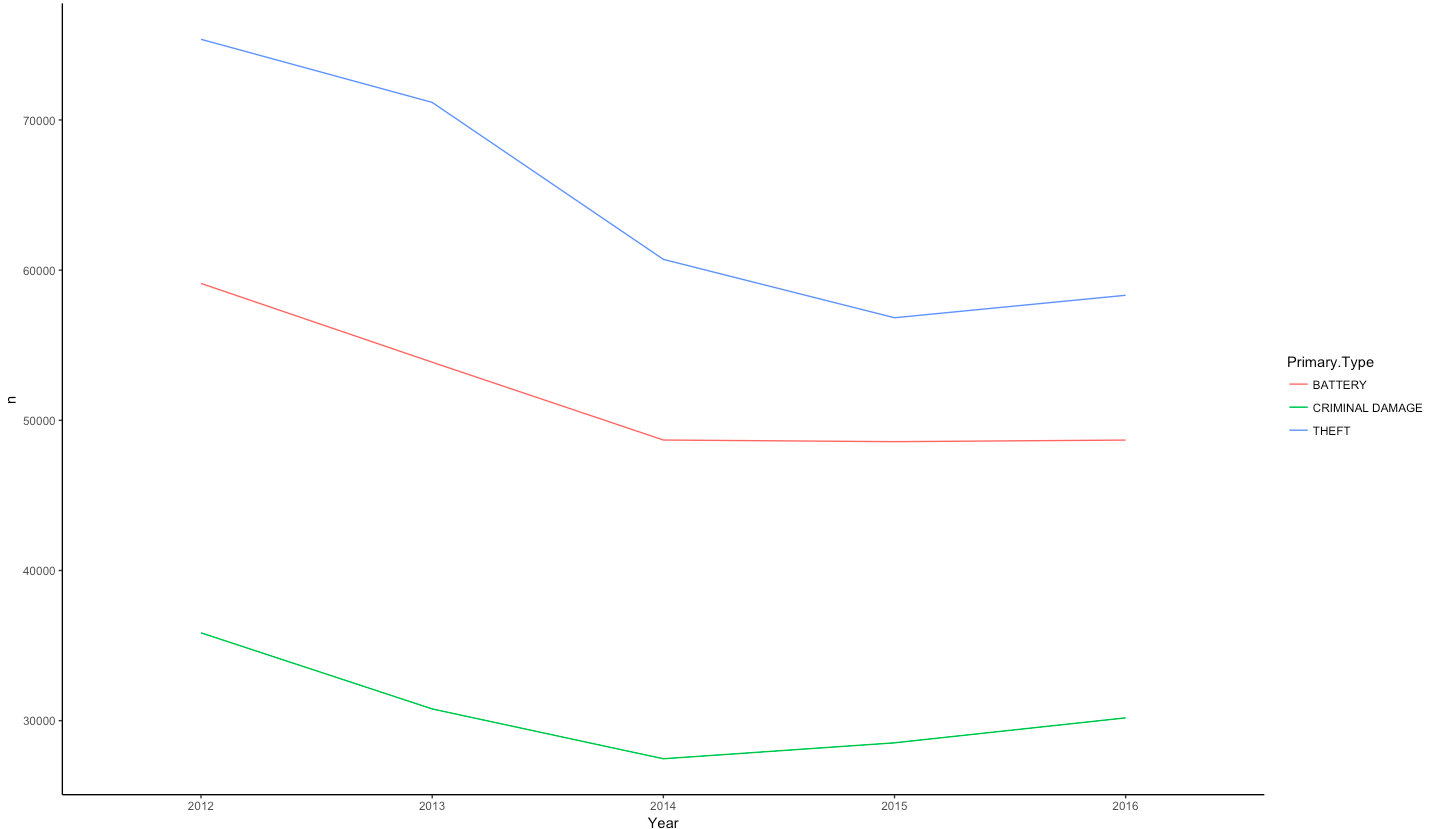 n
70000
60000
50000
40000
30000
2012 2013 2014 2015 2016
Year
Primary.Type
BATTERY
CRIMINAL DAMAGE
THEFT